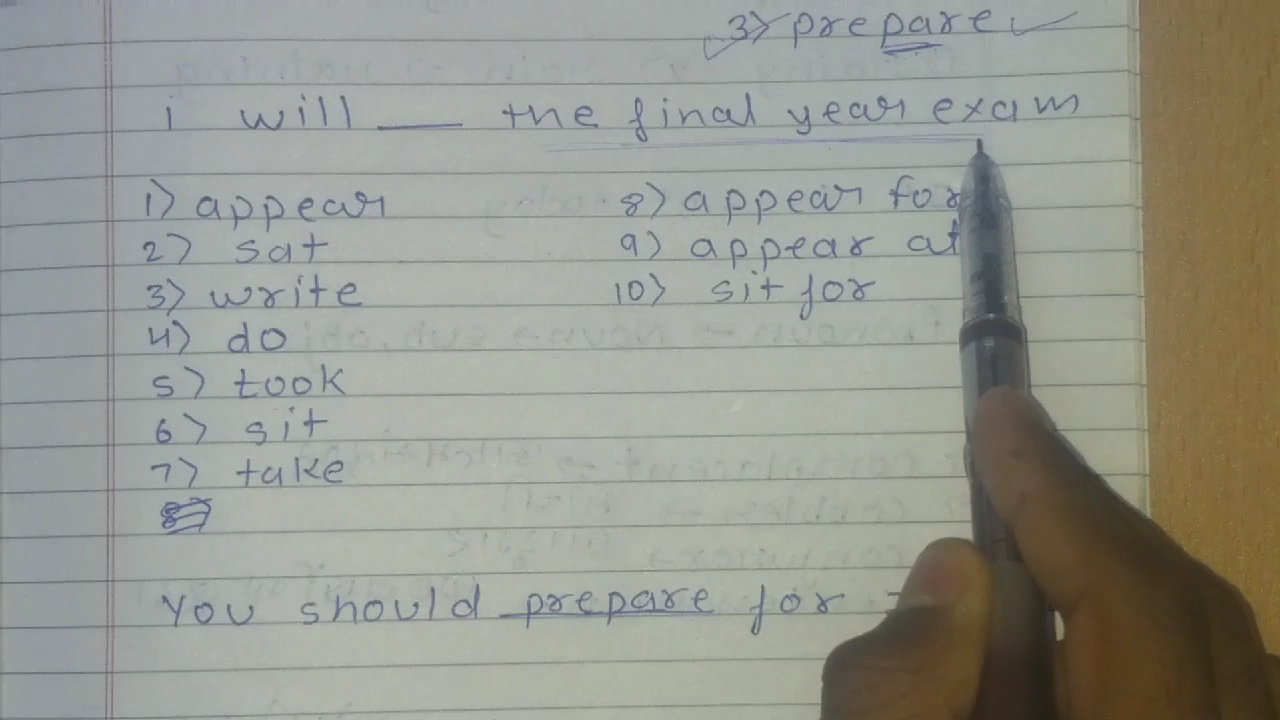 3) prepare
i will ___ the final year exam
1) appear
2) sat
3) write
4) do
5) took
6) sit
7) take
8) appear for
9) appear at
10) sit for
You should prepare for